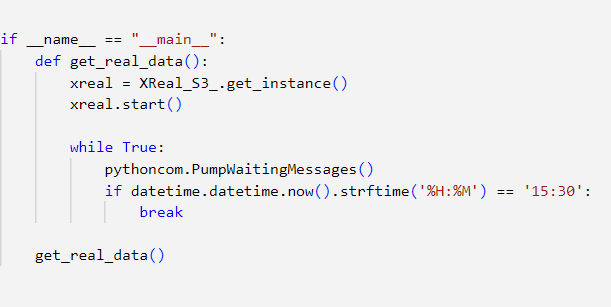 if __name__ == "__main__":
    def get_real_data():
        xreal = XReal_S3_.get_instance()
        xreal.start()

        while True:
            pythoncom.PumpWaitingMessages()
            if datetime.datetime.now().strftime('%H:%M') == '15:30':
                break

    get_real_data()